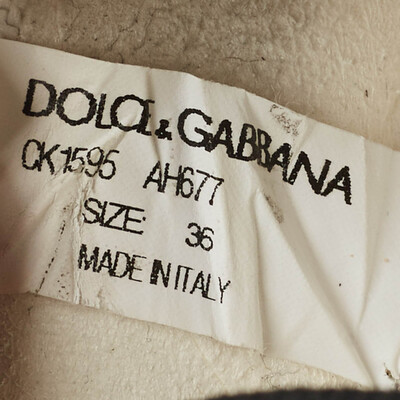 DOLCE & GABBANA
CK1595 AH677
SIZE: 36
MADE IN ITALY